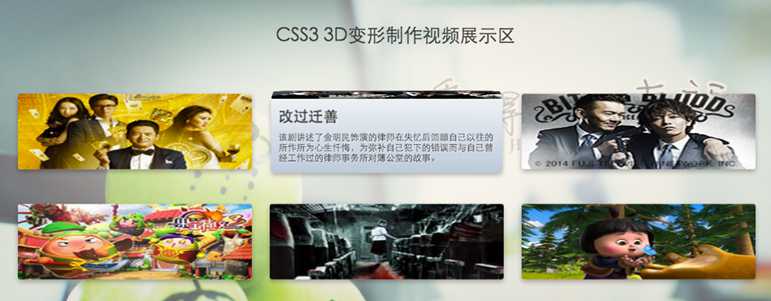 CSS3 3D变形制作视频展示区
改过迁善
该剧讲述了金明民饰演的律师在失忆后回顾自己以往的
所作所为心生忏悔，为弥补自己犯下的错误而与自己曾
经工作过的律师事务所对簿公堂的故事。
BLOOD
© 2014 FUJI TELEVISION NETWORK INC